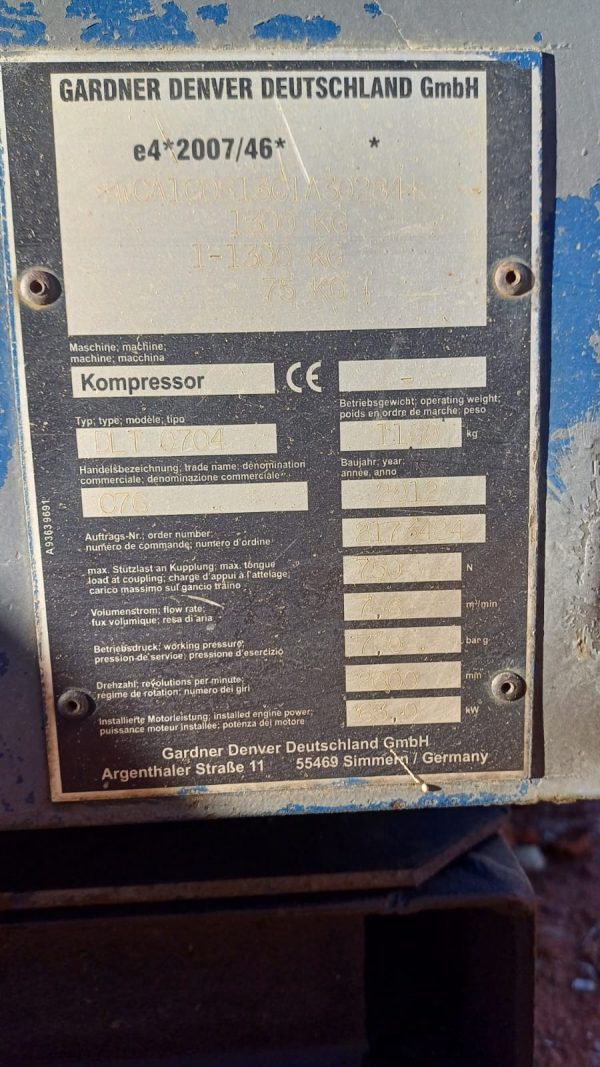 GARDNER DENVER DEUTSCHLAND GmbH
e4*2007/46* *
1300 KG
1-1300 KG
75 KG
Maschine; machine;
machine; macchina
Kompressor CE -
Betriebsgewicht; operating weight;
poids en ordre de marche; peso
kg
Typ; type; modèle; tipo
DLT 0704
Handelsbezeichnung; trade name; dénomination
commerciale; denominazione commerciale
C76
Baujahr; year;
année, anno
2012
Auftrags-Nr.; order number;
numéro de commande; numero d'ordine
max. Stützlast an Kupplung; max. tongue
load at coupling; charge d'appui à l'attelage;
carico massimo sul gancio traino
750 N
Volumenstrom; flow rate;
fux volumique; resa di aria
m³/min
Betriebsdruck; working pressure
pression de service; pressione d'esercizio
bar g
Drehzahl; revolutions per minute;
régime de rotation; numero dei giri
min
Installierte Motorleistung; installed engine power;
puissance moteur installée; potenza del motore
kW
Gardner Denver Deutschland GmbH
Argenthaler Straße 11 55469 Simmern / Germany
A93639691